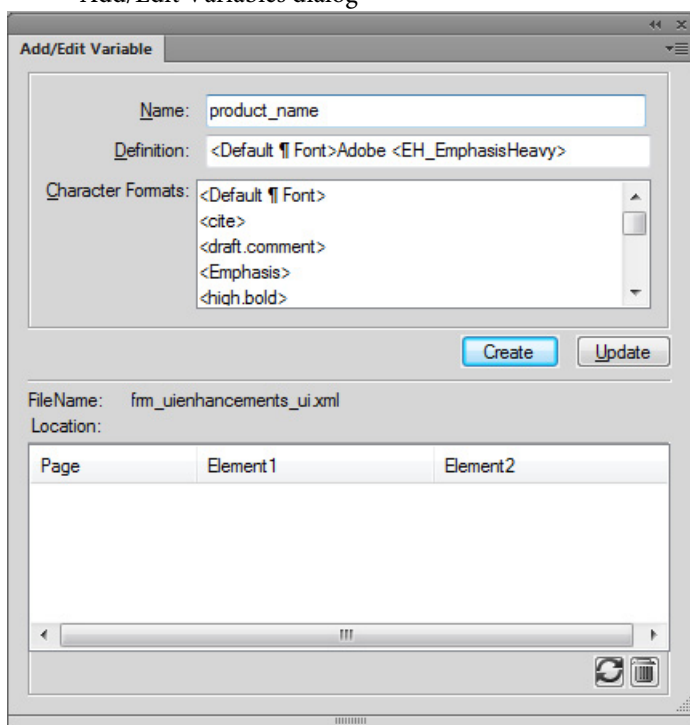 Add/Edit Variables dialog
Add/Edit Variable
Name: product_name
Definition: <Default ¶ Font>Adobe <EH_EmphasisHeavy>
Character Formats: <Default ¶ Font>
<cite>
<draft.comment>
<Emphasis>
<high.bold>
Create Update
FileName: frm_uienhancements_ui.xml
Location:
Page Element1 Element2